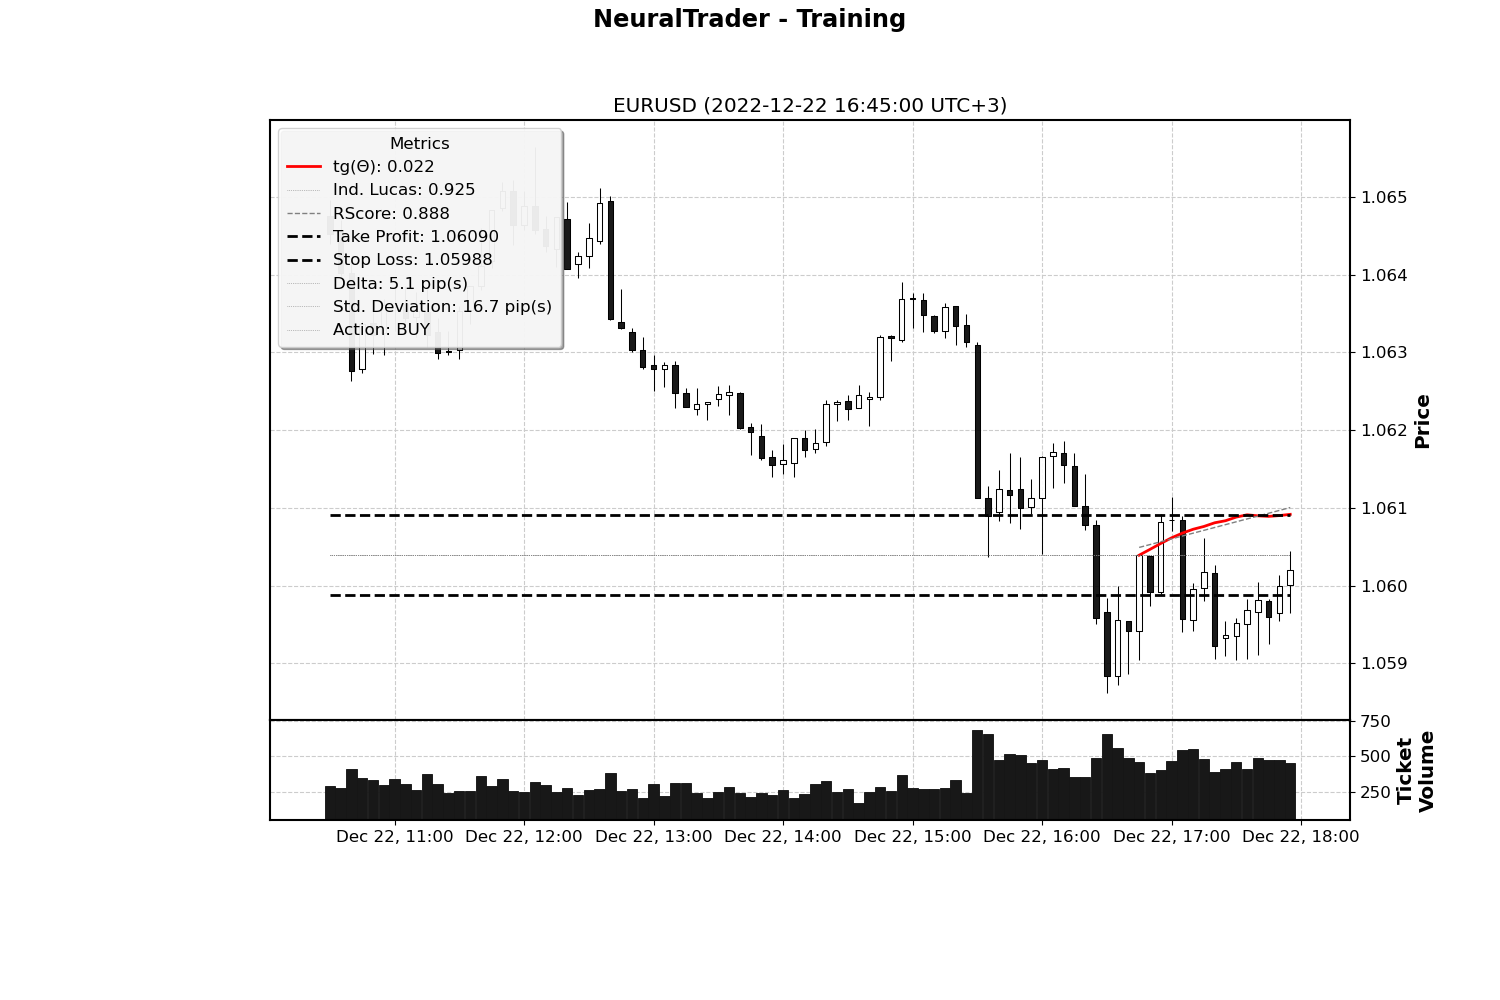 NeuralTrader - Training
EURUSD (2022-12-22 16:45:00 UTC+3)
Metrics
tg(Θ): 0.022
Ind. Lucas: 0.925
RScore: 0.888
Take Profit: 1.06090
Stop Loss: 1.05988
Delta: 5.1 pip(s)
Std. Deviation: 16.7 pip(s)
Action: BUY
1.065
1.064
1.063
1.062
1.061
1.060
1.059
Price
750
500
250
Ticket
Volume
Dec 22, 11:00
Dec 22, 12:00
Dec 22, 13:00
Dec 22, 14:00
Dec 22, 15:00
Dec 22, 16:00
Dec 22, 17:00
Dec 22, 18:00